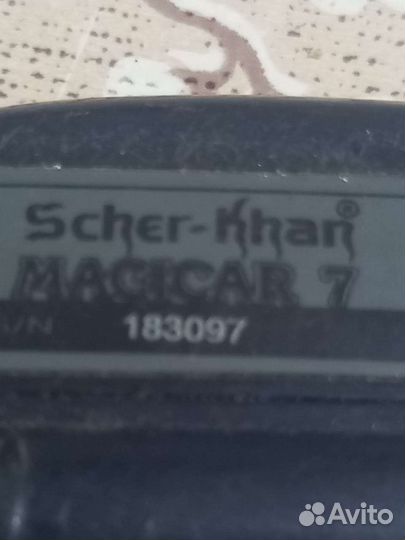 Scher-Khan®
MAGICAR 7
S/N 183097
Avito